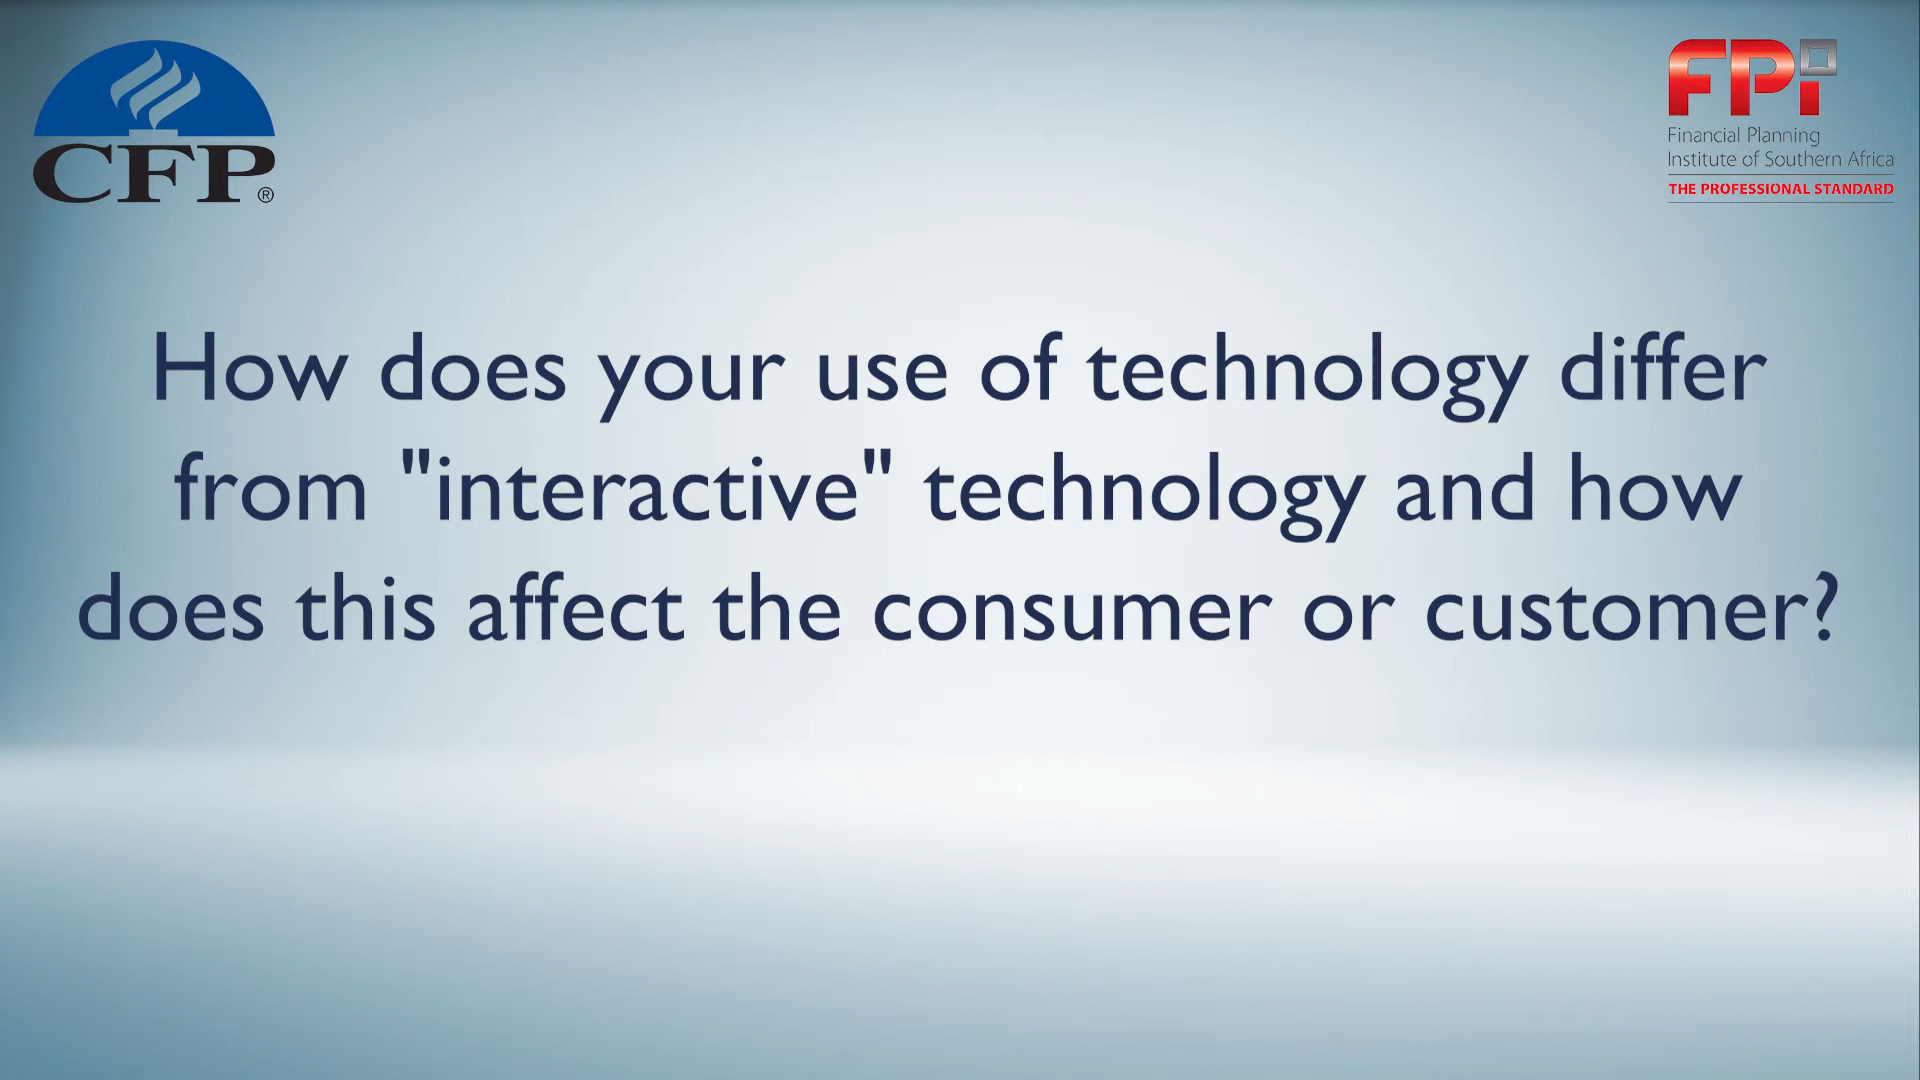 CFP®
FPi
Financial Planning
Institute of Southern Africa
THE PROFESSIONAL STANDARD
How does your use of technology differ
from "interactive" technology and how
does this affect the consumer or customer?